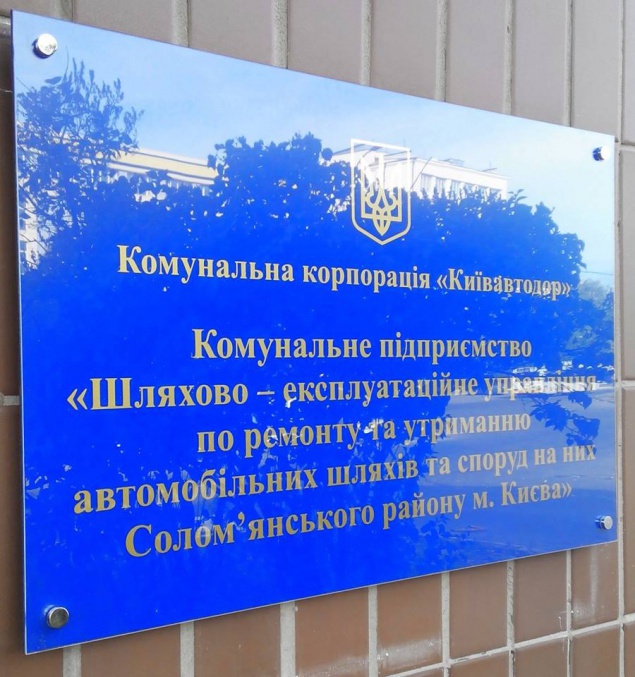 Комунальна корпорація «Київавтодор»
Комунальне підприємство
«Шляхово – експлуатаційне управління
по ремонту та утриманню
автомобільних шляхів та споруд на них
Солом’янського району м. Києва»